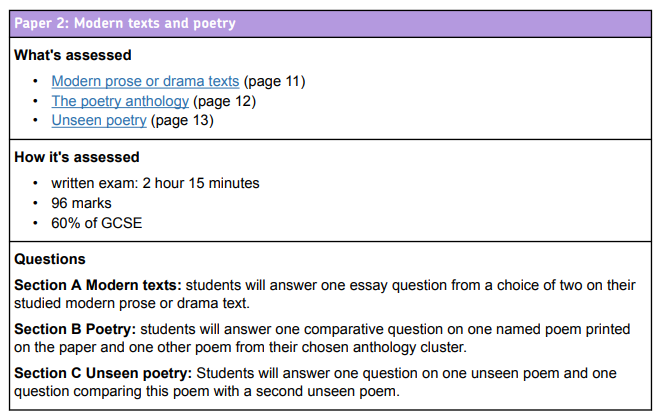 Paper 2: Modern texts and poetry
What's assessed
• Modern prose or drama texts (page 11)
• The poetry anthology (page 12)
• Unseen poetry (page 13)
How it's assessed
• written exam: 2 hour 15 minutes
• 96 marks
• 60% of GCSE
Questions
Section A Modern texts: students will answer one essay question from a choice of two on their
studied modern prose or drama text.
Section B Poetry: students will answer one comparative question on one named poem printed
on the paper and one other poem from their chosen anthology cluster.
Section C Unseen poetry: Students will answer one question on one unseen poem and one
question comparing this poem with a second unseen poem.